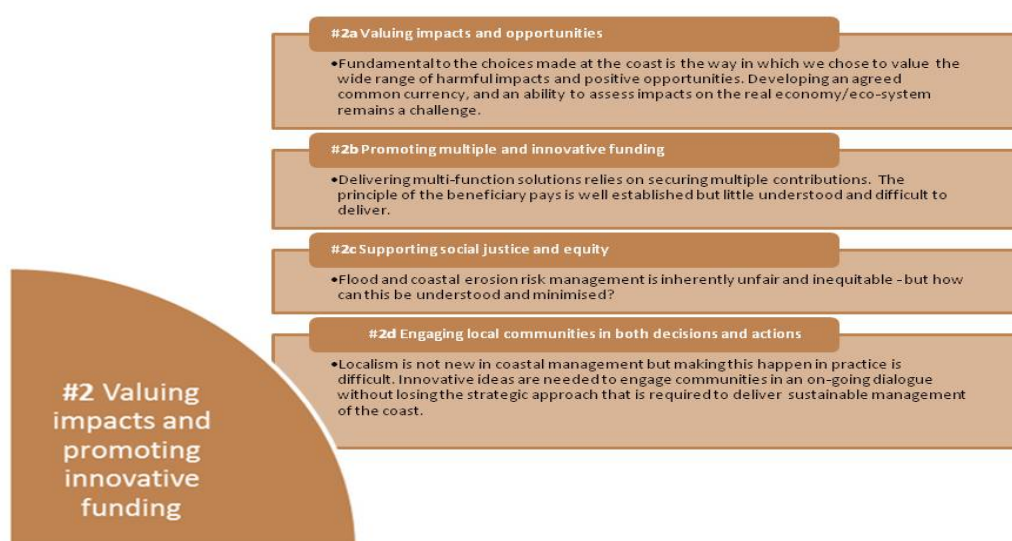 #2a Valuing impacts and opportunities
•Fundamental to the choices made at the coast is the way in which we chose to value the
wide range of harmful impacts and positive opportunities. Developing an agreed
common currency, and an ability to assess impacts on the real economy/eco-system
remains a challenge.
#2b Promoting multiple and innovative funding
•Delivering multi-function solutions relies on securing multiple contributions. The
principle of the beneficiary pays is well established but little understood and difficult to
deliver.
#2c Supporting social justice and equity
•Flood and coastal erosion risk management is inherently unfair and inequitable - but how
can this be understood and minimised?
#2d Engaging local communities in both decisions and actions
•Localism is not new in coastal management but making this happen in practice is
difficult. Innovative ideas are needed to engage communities in an on-going dialogue
without losing the strategic approach that is required to deliver sustainable management
of the coast.
#2 Valuing
impacts and
promoting
innovative
funding